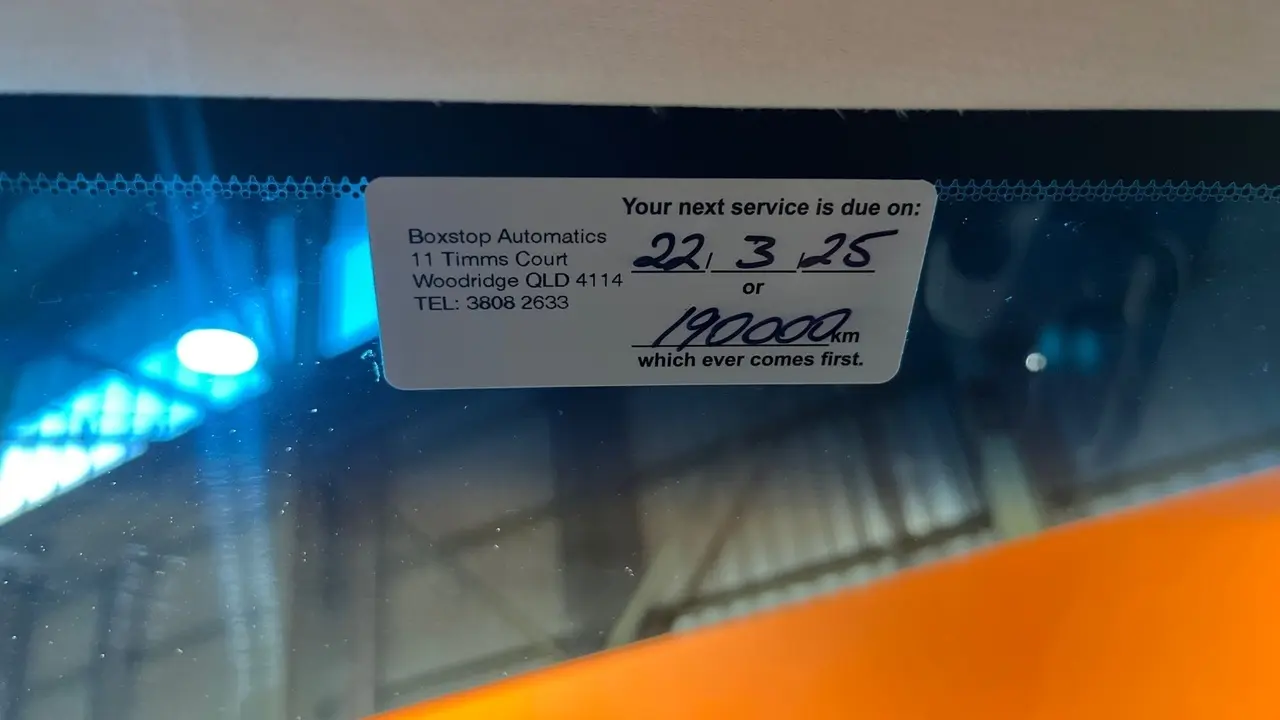 Boxstop Automatics
11 Timms Court
Woodridge QLD 4114
TEL: 3808 2633
Your next service is due on:
22/3/25
or
190000km
which ever comes first.